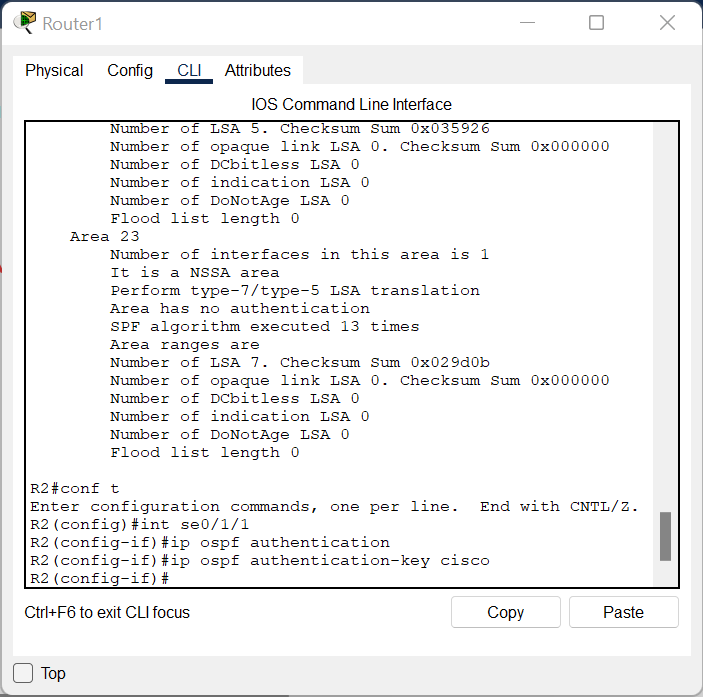 Router1
Physical Config CLI Attributes
IOS Command Line Interface
Number of LSA 5. Checksum Sum 0x035926
Number of opaque link LSA 0. Checksum Sum 0x000000
Number of DCbitless LSA 0
Number of indication LSA 0
Number of DoNotAge LSA 0
Flood list length 0
Area 23
Number of interfaces in this area is 1
It is a NSSA area
Perform type-7/type-5 LSA translation
Area has no authentication
SPF algorithm executed 13 times
Area ranges are
Number of LSA 7. Checksum Sum 0x029d0b
Number of opaque link LSA 0. Checksum Sum 0x000000
Number of DCbitless LSA 0
Number of indication LSA 0
Number of DoNotAge LSA 0
Flood list length 0
R2#conf t
Enter configuration commands, one per line.  End with CNTL/Z.
R2(config)#int se0/1/1
R2(config-if)#ip ospf authentication
R2(config-if)#ip ospf authentication-key cisco
R2(config-if)#
Ctrl+F6 to exit CLI focus
Copy Paste
Top